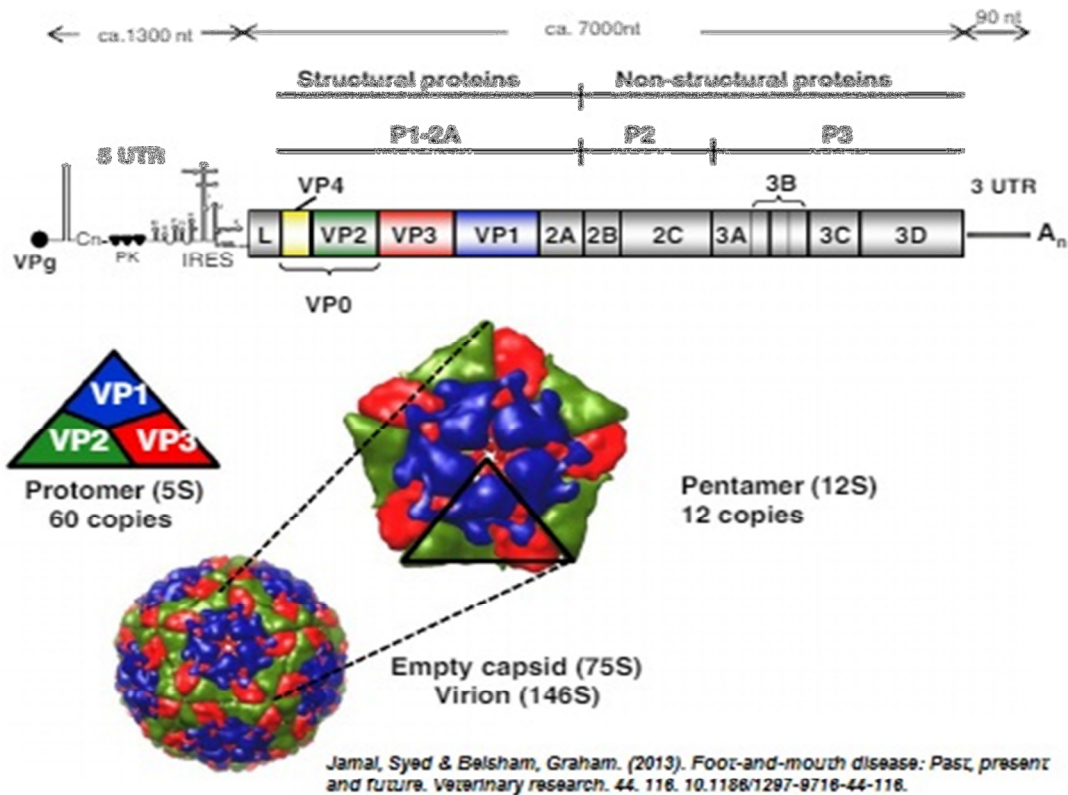 ca.1300 nt
ca. 7000nt
90 nt
Structural proteins
Non-structural proteins
P1-2A
P2
P3
5 UTR
VP4
3B
3 UTR
VPg
Cn-
PK
IRES
L
VP2
VP3
VP1
2A
2B
2C
3A
3C
3D
An
VP0
VP1
VP2
VP3
Protomer (5S)
60 copies
Pentamer (12S)
12 copies
Empty capsid (75S)
Virion (146S)
Jamal, Syed & Belsham, Graham. (2013). Foot-and-mouth disease: Past, present
and future. Veterinary research. 44. 116. 10.1186/1297-9716-44-116.